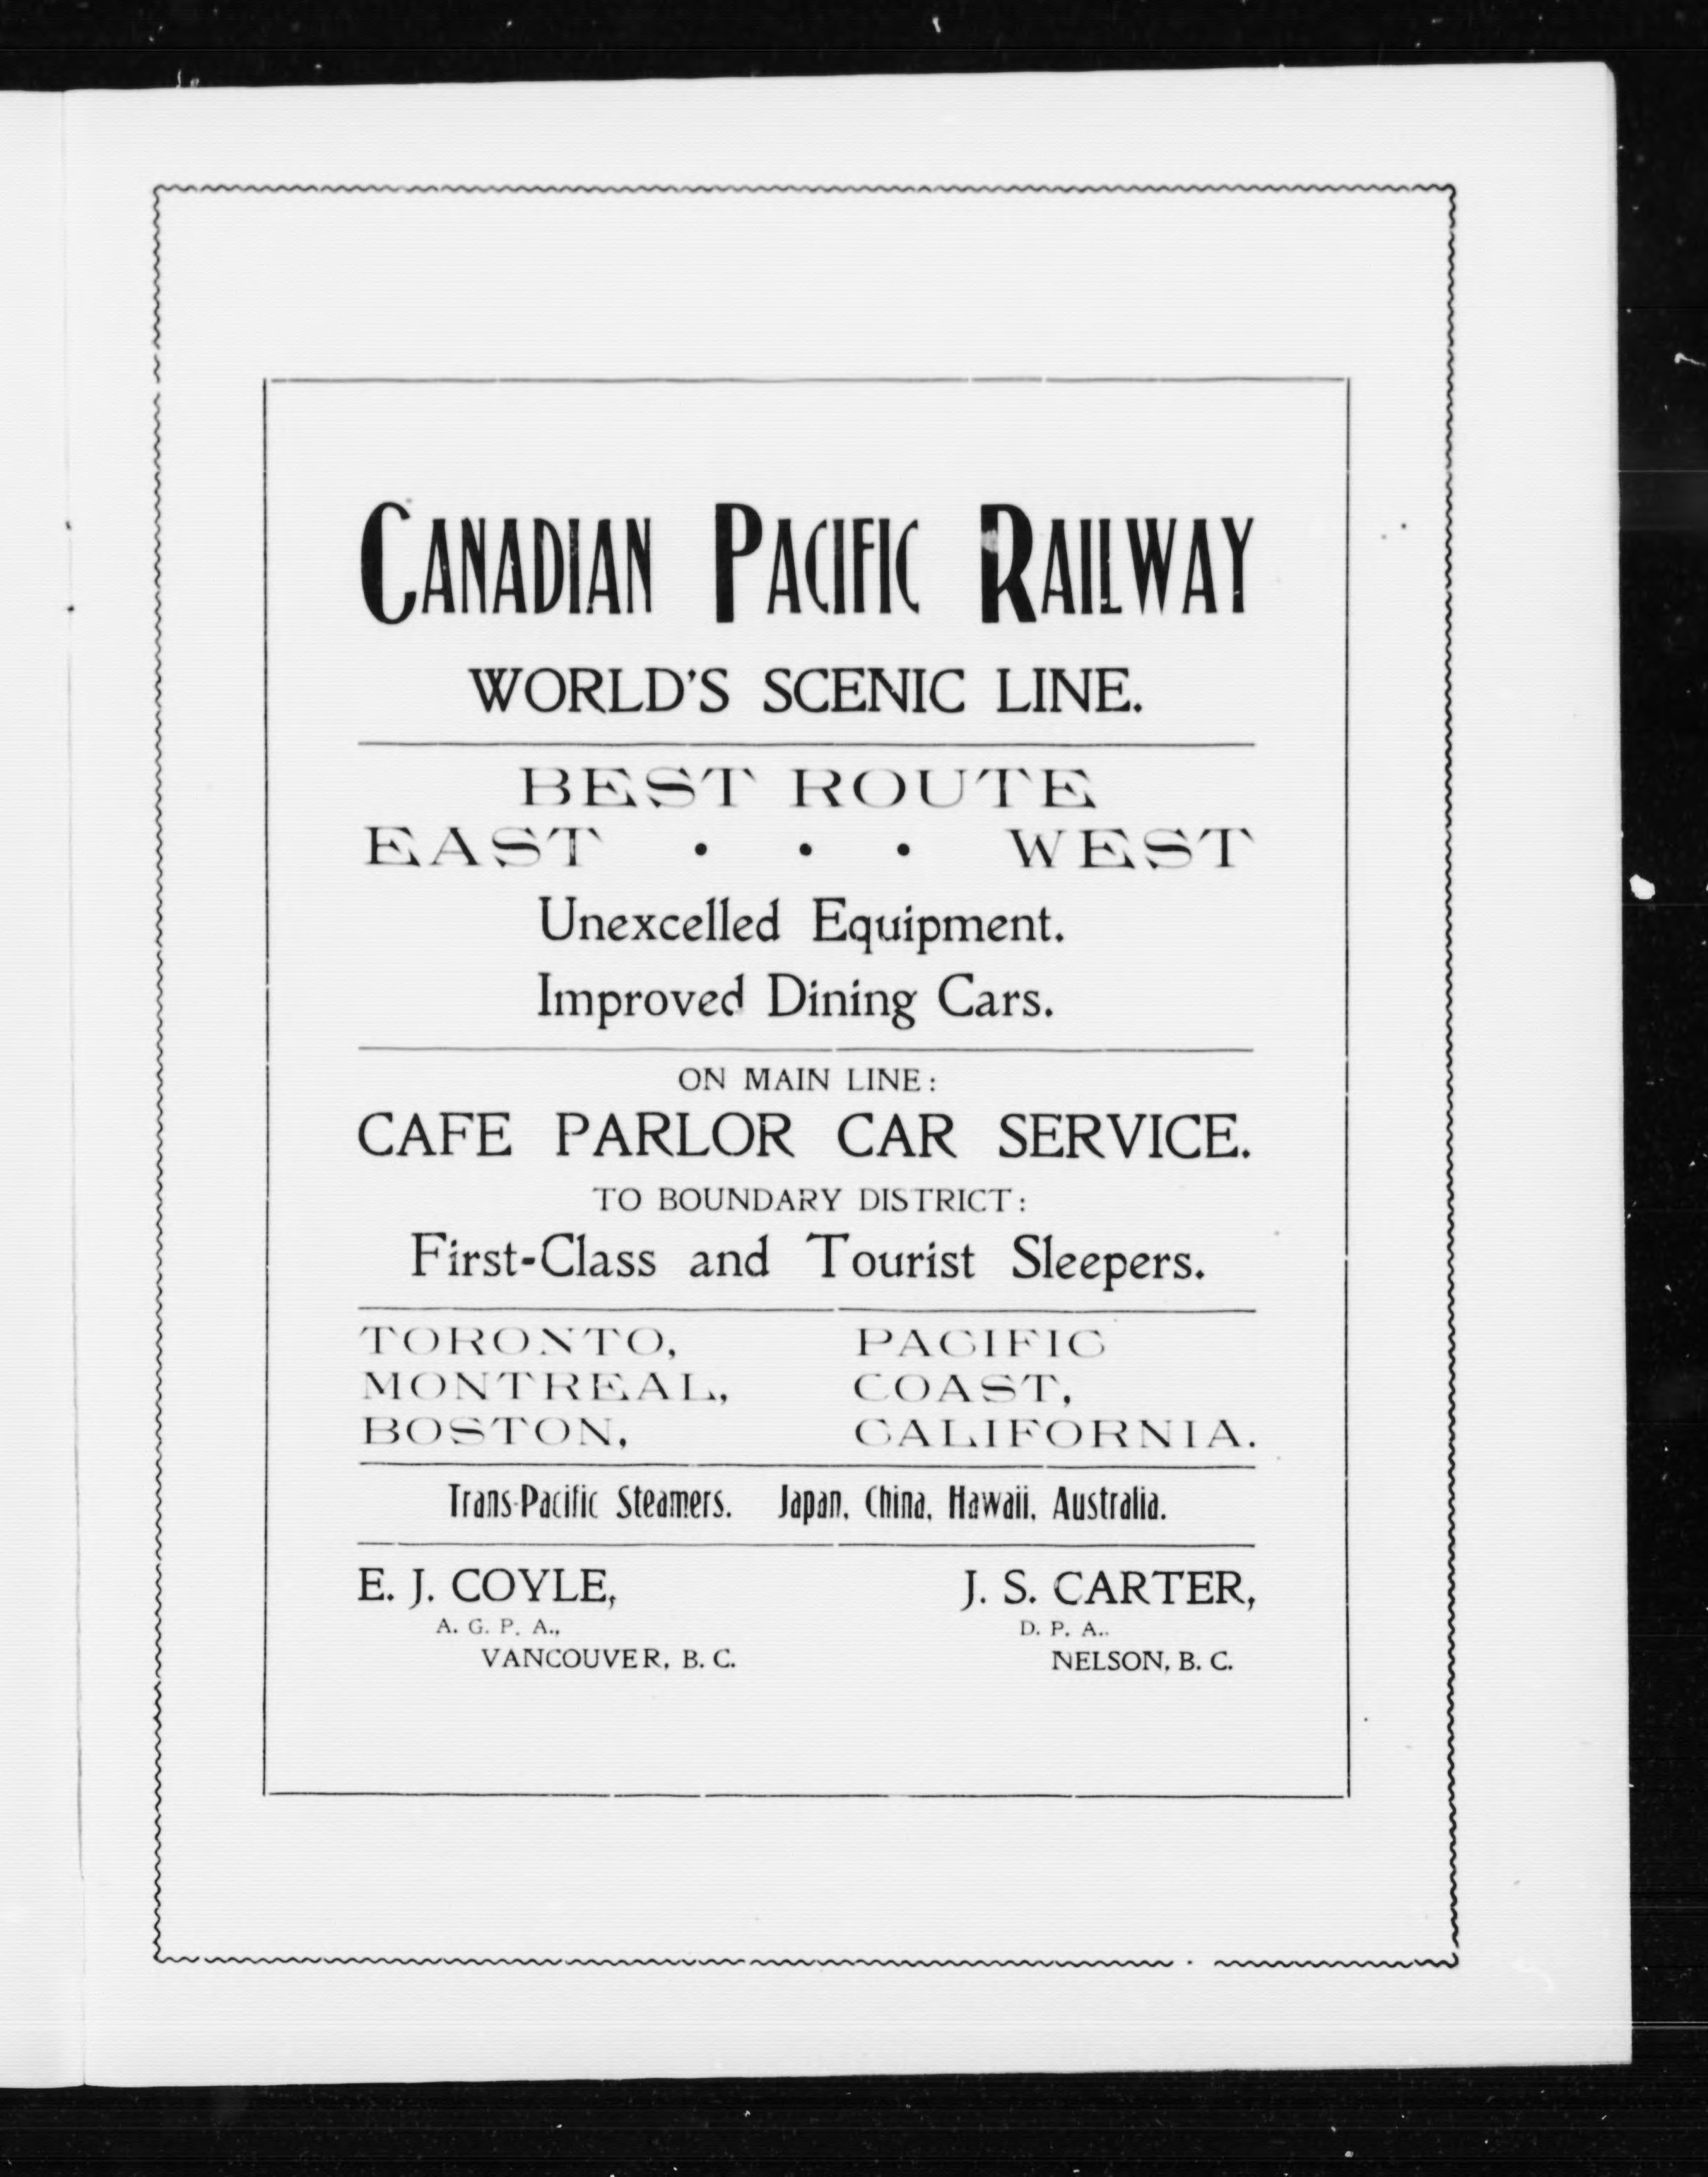 CANADIAN PACIFIC RAILWAY
WORLD'S SCENIC LINE.
BEST ROUTE
EAST • • • WEST
Unexcelled Equipment.
Improved Dining Cars.
ON MAIN LINE:
CAFE PARLOR CAR SERVICE.
TO BOUNDARY DISTRICT:
First-Class and Tourist Sleepers.
TORONTO,
MONTREAL,
BOSTON,
PACIFIC
COAST,
CALIFORNIA.
Trans-Pacific Steamers. Japan, China, Hawaii, Australia.
E. J. COYLE,
A. G. P. A.,
VANCOUVER, B. C.
J. S. CARTER,
D. P. A..
NELSON, B. C.